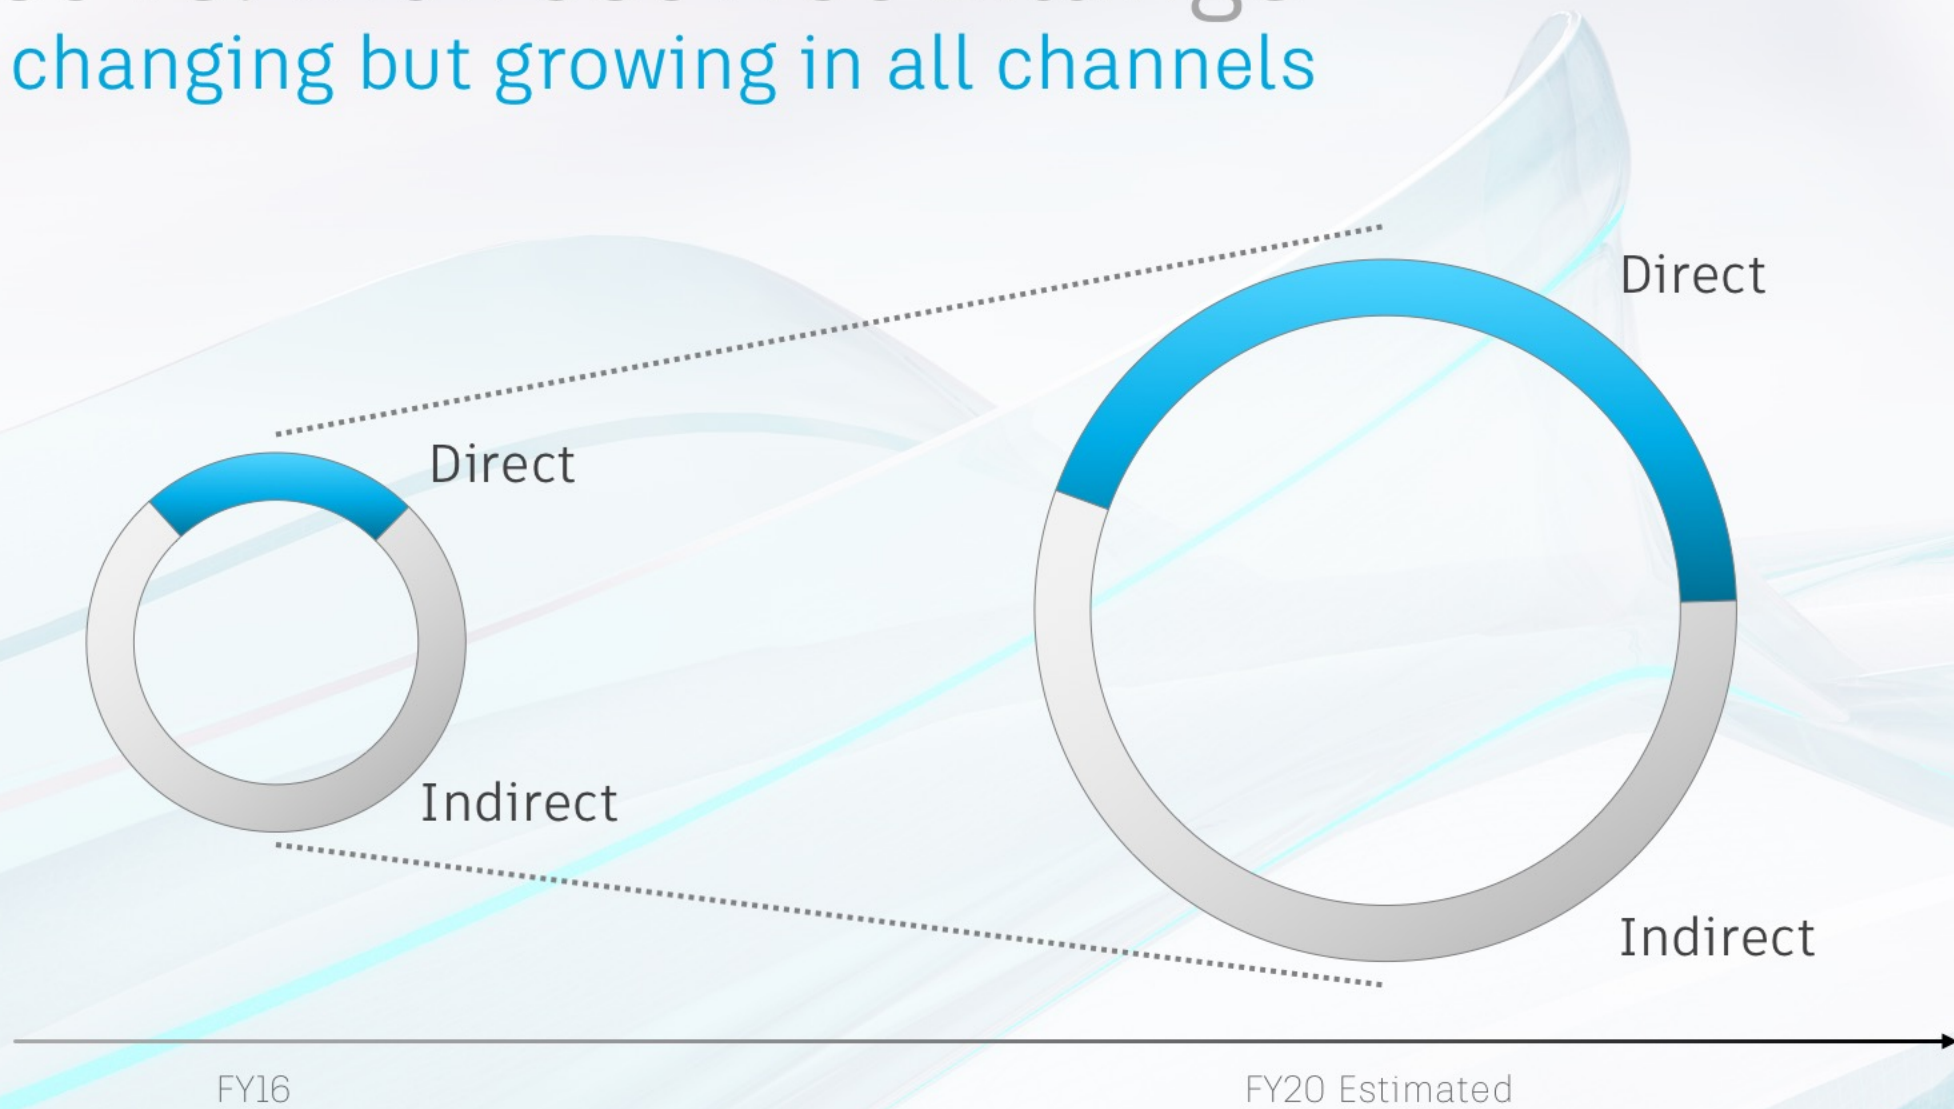 changing but growing in all channels
Direct
Direct
Indirect
Indirect
FY16
FY20 Estimated